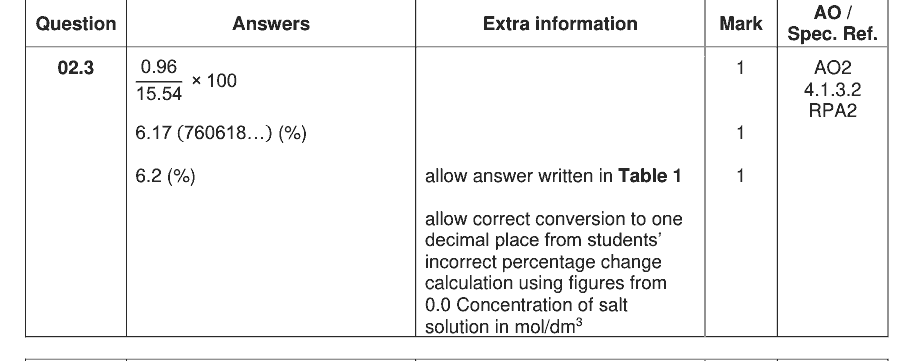 Question Answers Extra information Mark AO / Spec. Ref.
02.3 0.96 / 15.54 × 100 1 AO2
4.1.3.2
RPA2
6.17 (760618…) (%) 1
6.2 (%) allow answer written in Table 1 1
allow correct conversion to one
decimal place from students’
incorrect percentage change
calculation using figures from
0.0 Concentration of salt
solution in mol/dm³